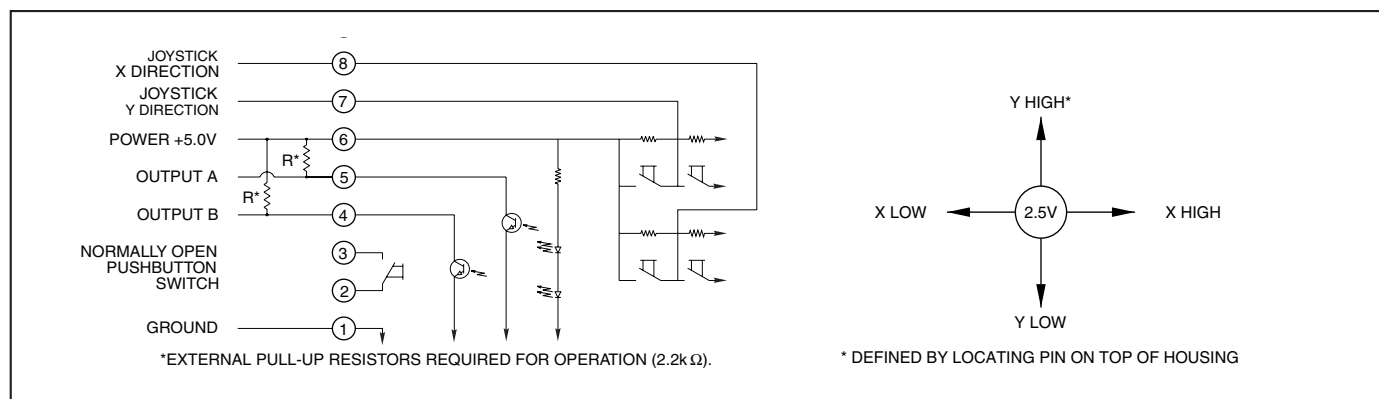 JOYSTICK
X DIRECTION
8
JOYSTICK
Y DIRECTION
7
POWER +5.0V
6
R*
OUTPUT A
5
R*
OUTPUT B
4
NORMALLY OPEN
PUSHBUTTON
SWITCH
3
2
GROUND
1
*EXTERNAL PULL-UP RESISTORS REQUIRED FOR OPERATION (2.2kΩ).
Y HIGH*
X LOW
2.5V
X HIGH
Y LOW
* DEFINED BY LOCATING PIN ON TOP OF HOUSING